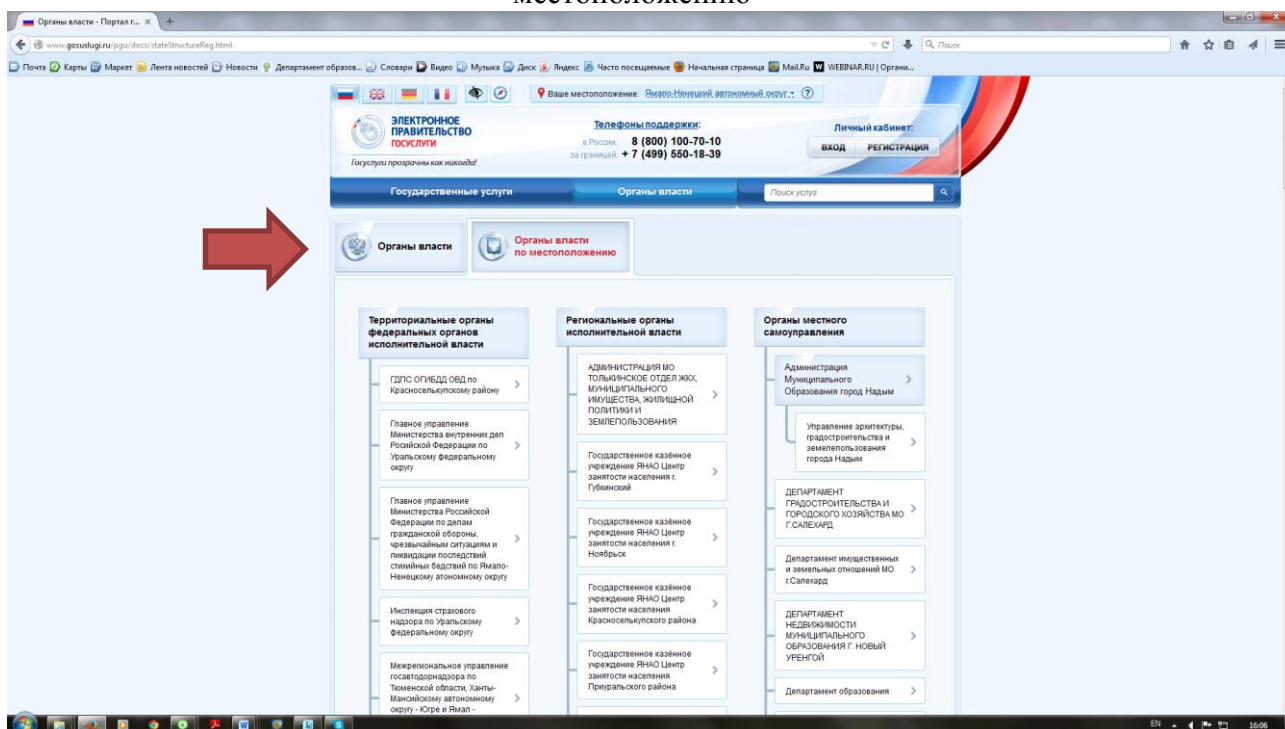 местоположению
Органы власти - Портал г...
www.gosuslugi.ru/pgu/docs/stateStructureReg.html
Поиск
Почта Карты Маркет Лента новостей Новости Департамент образов... Словари Видео Музыка Диск Яндекс Часто посещаемые Начальная страница Mail.Ru WEBINAR.RU | Органи...
Ваше местоположение: Ямало-Ненецкий автономный округ
ЭЛЕКТРОННОЕ
ПРАВИТЕЛЬСТВО
ГОСУСЛУГИ
Госуслуги прозрачны как никогда!
Телефоны поддержки:
в России: 8 (800) 100-70-10
за границей: + 7 (499) 550-18-39
Личный кабинет:
ВХОД РЕГИСТРАЦИЯ
Государственные услуги
Органы власти
Поиск услуг
Органы власти
Органы власти
по местоположению
Территориальные органы
федеральных органов
исполнительной власти
ГДПС ОГИБДД ОВД по
Красноселькупскому району
Главное управление
Министерства внутренних дел
Российской Федерации по
Уральскому федеральному
округу
Главное управление
Министерства Российской
Федерации по делам
гражданской обороны,
чрезвычайным ситуациям и
ликвидации последствий
стихийных бедствий по Ямало-
Ненецкому атономному округу
Инспекция страхового
надзора по Уральскому
федеральному округу
Межрегиональное управление
госавтодорнадзора по
Тюменской области, Ханты-
Мансийскому автономному
округу - Югре и Ямал -
Региональные органы
исполнительной власти
АДМИНИСТРАЦИЯ МО
ТОЛЬКИНСКОЕ ОТДЕЛ ЖКХ,
МУНИЦИПАЛЬНОГО
ИМУЩЕСТВА, ЖИЛИЩНОЙ
ПОЛИТИКИ И
ЗЕМЛЕПОЛЬЗОВАНИЯ
Государственное казённое
учреждение ЯНАО Центр
занятости населения г.
Губкинский
Государственное казённое
учреждение ЯНАО Центр
занятости населения г.
Ноябрьск
Государственное казённое
учреждение ЯНАО Центр
занятости населения
Красноселькупского района
Государственное казённое
учреждение ЯНАО Центр
занятости населения
Приуральского района
Органы местного
самоуправления
Администрация
Муниципального
Образования город Надым
Управление архитектуры,
градостроительства и
землепользования
города Надым
ДЕПАРТАМЕНТ
ГРАДОСТРОИТЕЛЬСТВА И
ГОРОДСКОГО ХОЗЯЙСТВА МО
Г.САЛЕХАРД
Департамент имущественных
и земельных отношений МО
г.Салехард
ДЕПАРТАМЕНТ
НЕДВИЖИМОСТИ
МУНИЦИПАЛЬНОГО
ОБРАЗОВАНИЯ Г. НОВЫЙ
УРЕНГОЙ
Департамент образования
EN 16:06